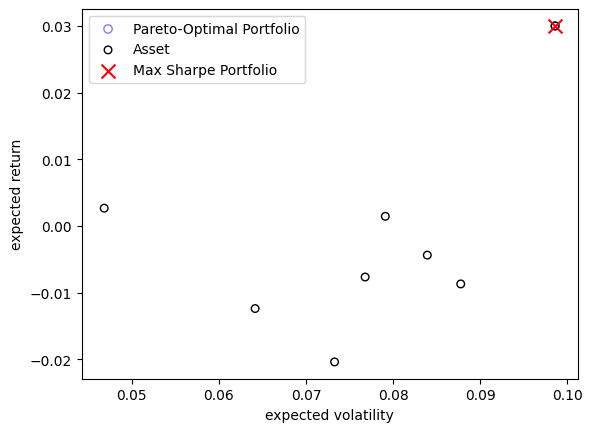 0.03
0.02
0.01
0.00
−0.01
−0.02
expected return
Pareto-Optimal Portfolio
Asset
Max Sharpe Portfolio
0.05 0.06 0.07 0.08 0.09 0.10
expected volatility